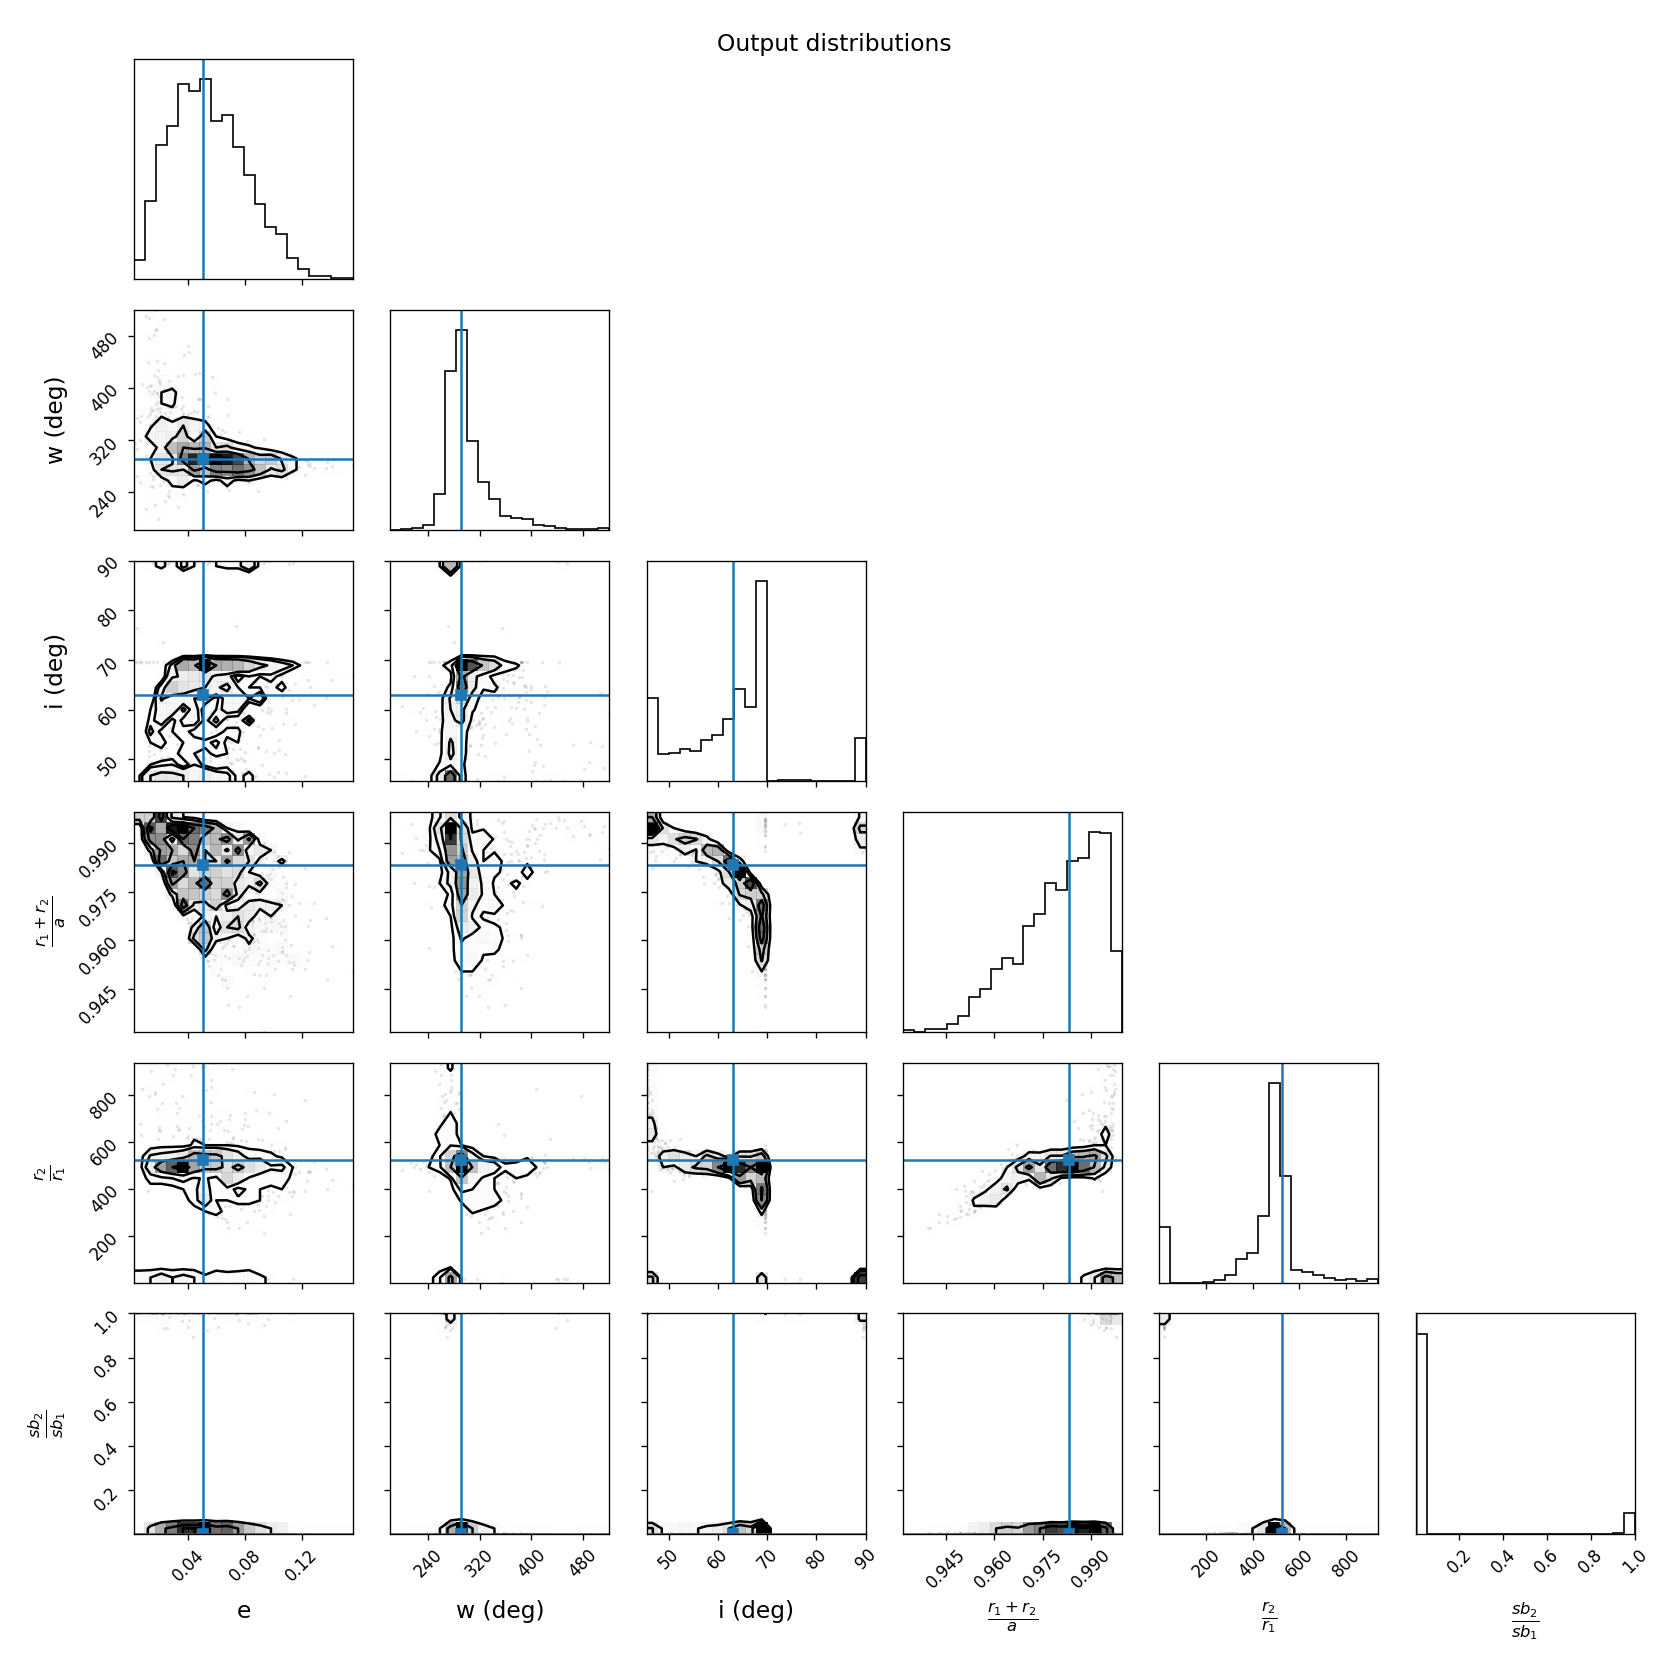 Output distributions
w (deg)
480
400
320
240
i (deg)
90
80
70
60
50
r₁ + r₂
a
0.990
0.975
0.960
0.945
r₂
r₁
800
600
400
200
sb₂
sb₁
1.0
0.8
0.6
0.4
0.2
0.04 0.08 0.12 240 320 400 480 50 60 70 80 90 0.945 0.960 0.975 0.990 200 400 600 800 0.2 0.4 0.6 0.8 1.0
e w (deg) i (deg) r₁ + r₂ r₂ sb₂
a r₁ sb₁